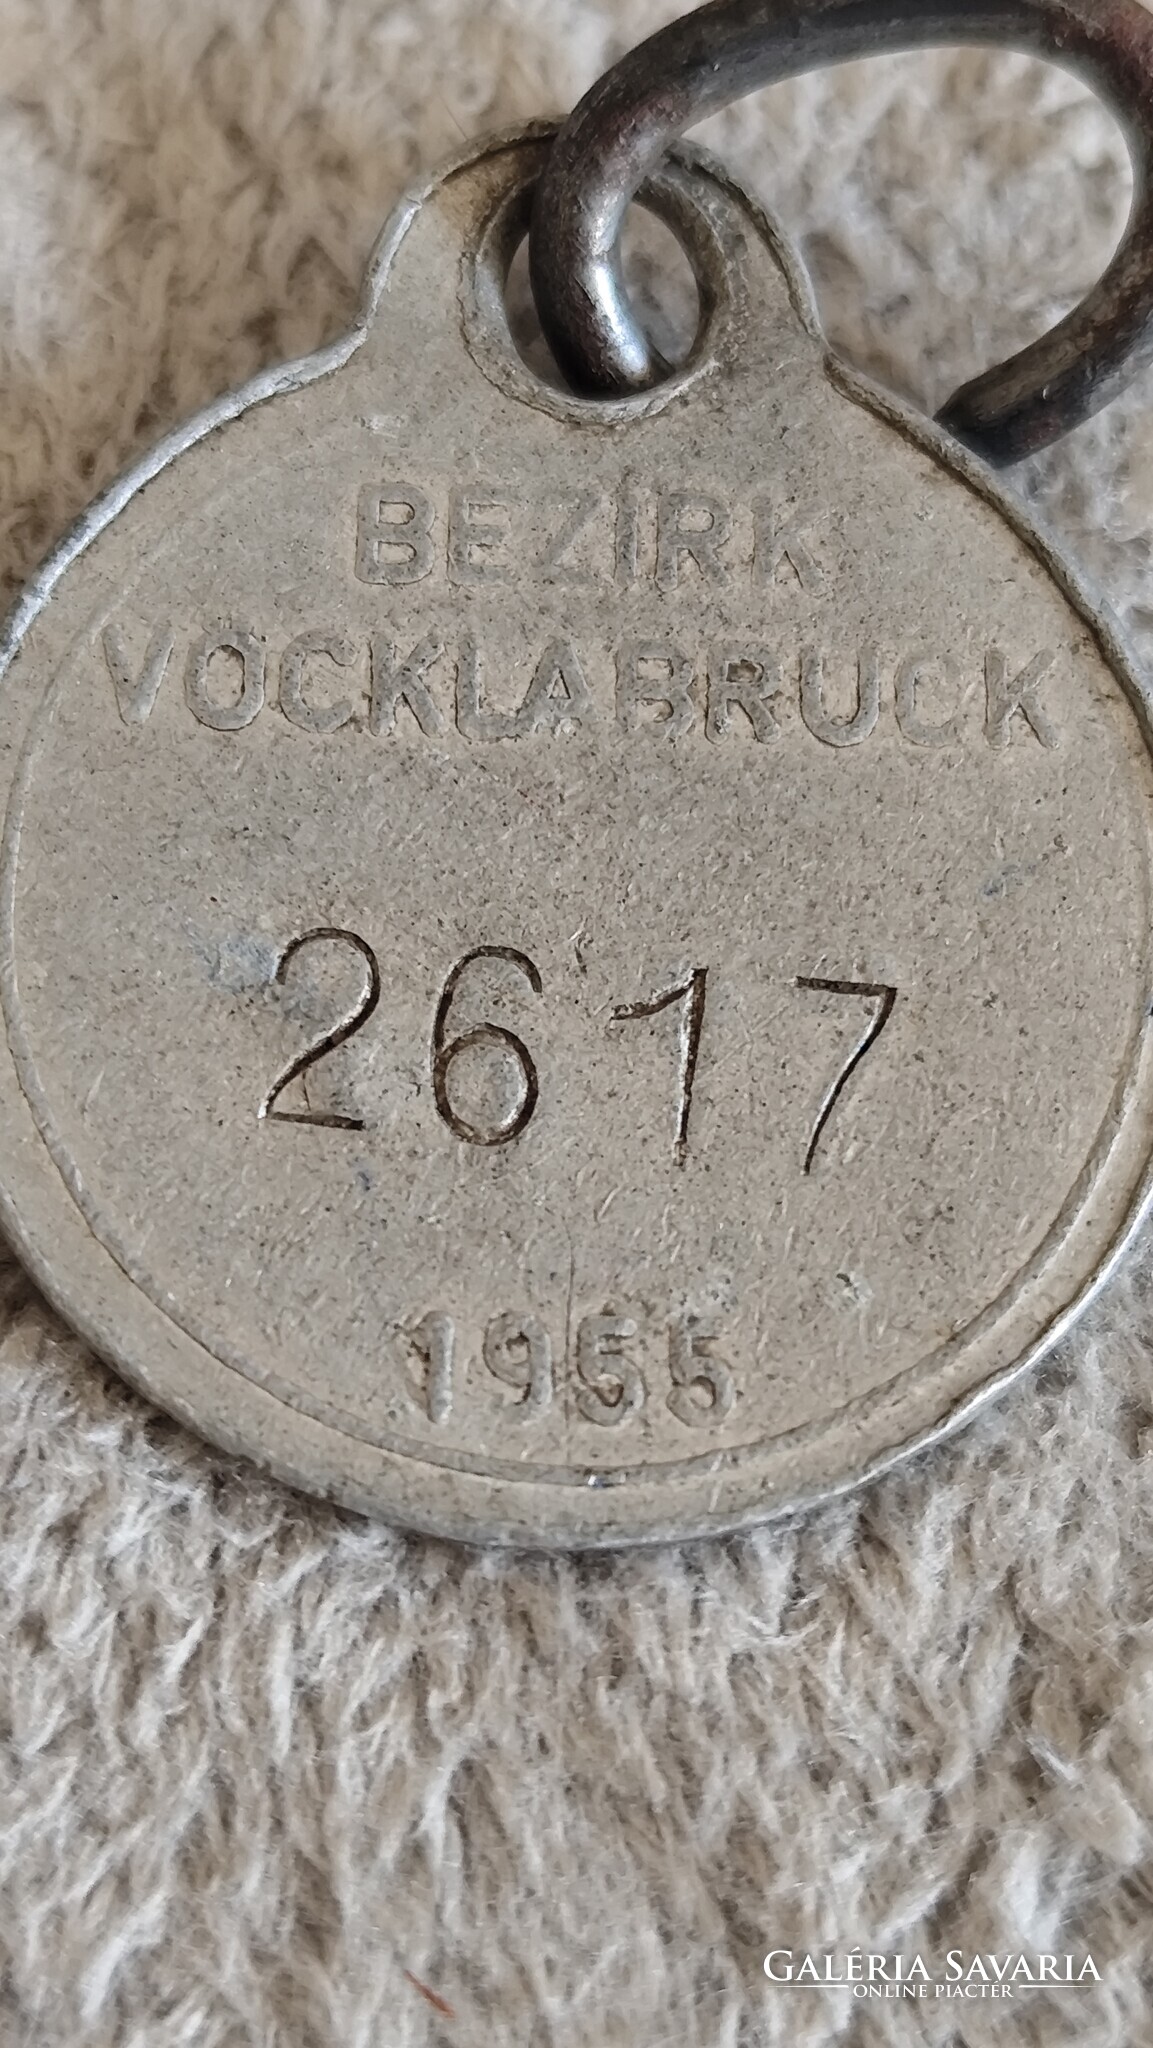 BEZIRK
VÖCKLABRUCK
2617
1955
GALÉRIA SAVARIA
ONLINE PIACTÉR